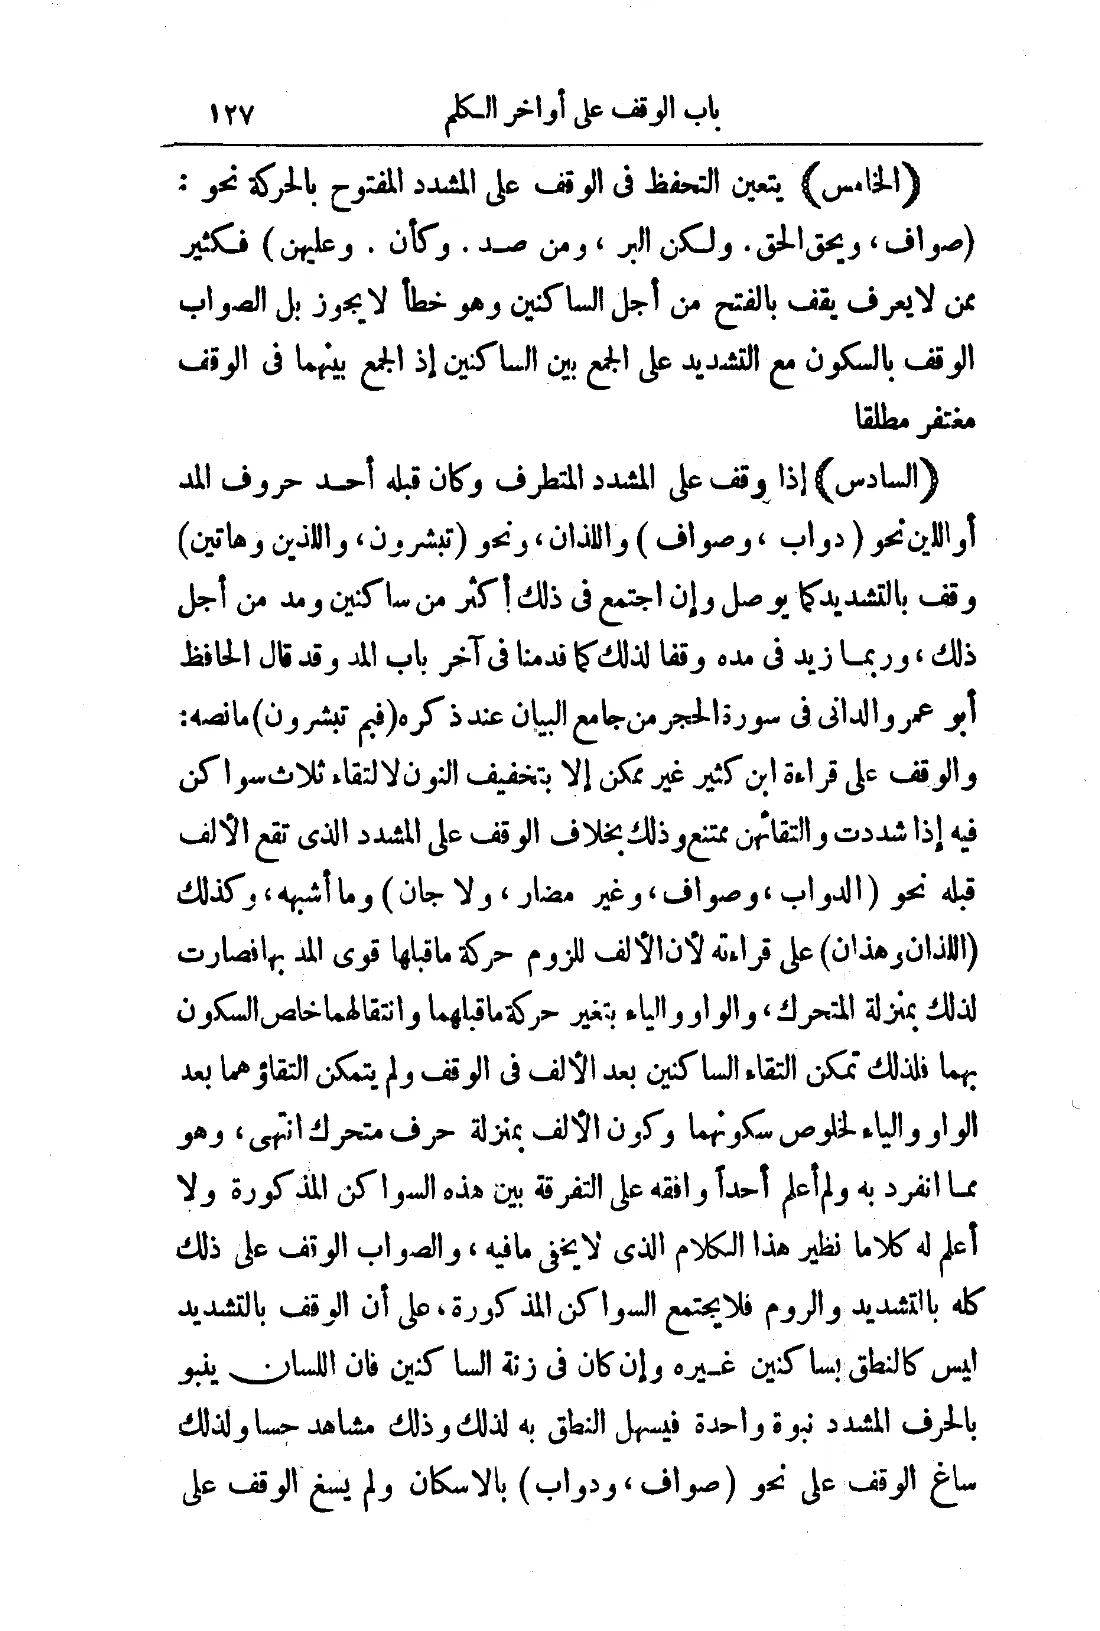 باب الوقف على أواخر الكلم ١٢٧
(الخامس) يتعين التحفظ فى الوقف على المشدد المفتوح بالحركة نحو :
(صواف، ويحق الحق. ولكن البر ، ومن صد. وكأن . وعليهن) فكثير
ممن لايعرف يقف بالفتح من أجل الساكنين وهو خطأ لايجوز بل الصواب
الوقف بالسكون مع التشديد على الجمع بين الساكنين إذ الجمع بينهما فى الوقف
مغتفر مطلقا
(السادس) إذا وقف على المشدد المتطرف وكان قبله أحد حروف المد
أو اللين نحو ( دواب ، وصواف ) واللذان، ونحو (تبشرون، واللذين وهاتين)
وقف بالتشديد كما يوصل وإن اجتمع فى ذلك أكثر من ساكنين ومد من أجل
ذلك ، وربما زيد فى مده وقفا لذلك كما قدمنا فى آخر باب المد وقد قال الحافظ
أبو عمرو الدانى فى سورة الحجر من جامع البيان عند ذكره (فبم تبشرون) مانصه:
والوقف على قراءة ابن كثير غير ممكن إلا بتخفيف النون لالتقاء ثلاث سواكن
فيه إذا شددت والتقائهن ممتنع وذلك بخلاف الوقف على المشدد الذى تقع الألف
قبله نحو (الدواب ، وصواف ، وغير مضار ، ولا جان) وما أشبهه، وكذلك
(اللذان وهذان) على قراءته لأن الألف للزوم حركة ماقبلها قوى المد بها فصارت
لذلك بمنزلة المتحرك ، والواو والياء بتغير حركة ماقبلهما وانتقالهما خاص السكون
بهما فلذلك تمكن التقاء الساكنين بعد الألف فى الوقف ولم يتمكن التقاؤهما بعد
الواو والياء لخلوص سكونهما وكون الألف بمنزلة حرف متحرك انتهى ، وهو
مما انفرد به ولم أعلم أحداً وافقه على التفرقة بين هذه السواكن المذكورة ولا
أعلم له كلاما نظير هذا الكلام الذى لايخفى مافيه ، والصواب الوقف على ذلك
كله بالتشديد والروم فلايجتمع السواكن المذكورة ، على أن الوقف بالتشديد
ليس كالنطق بساكنين غيره وإن كان فى زنة الساكنين فان اللسان ينبو
بالحرف المشدد نبوة واحدة فيسهل النطق به لذلك وذلك مشاهد حسا ولذلك
ساغ الوقف على نحو (صواف ، ودواب) بالاسكان ولم يسغ الوقف على